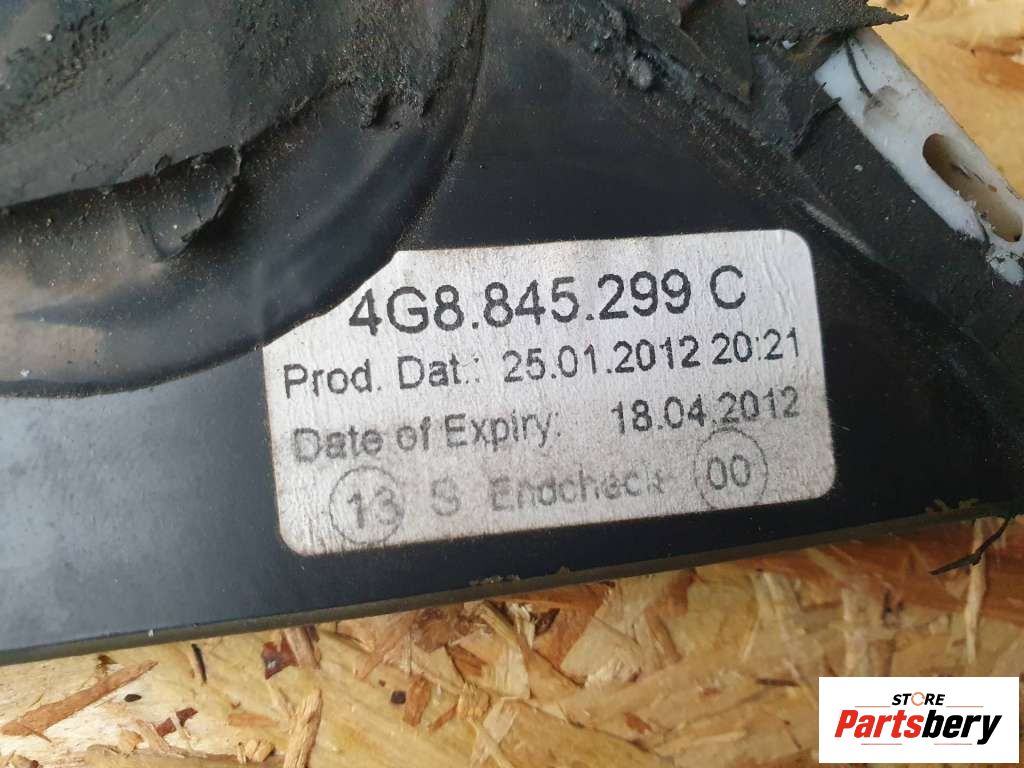 4G8.845.299 C
Prod. Dat.: 25.01.2012 20:21
Date of Expiry: 18.04.2012
13 S Endcheck 00
STORE
Partsbery